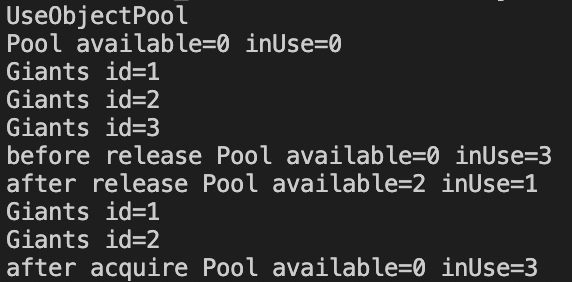 UseObjectPool
Pool available=0 inUse=0
Giants id=1
Giants id=2
Giants id=3
before release Pool available=0 inUse=3
after release Pool available=2 inUse=1
Giants id=1
Giants id=2
after acquire Pool available=0 inUse=3